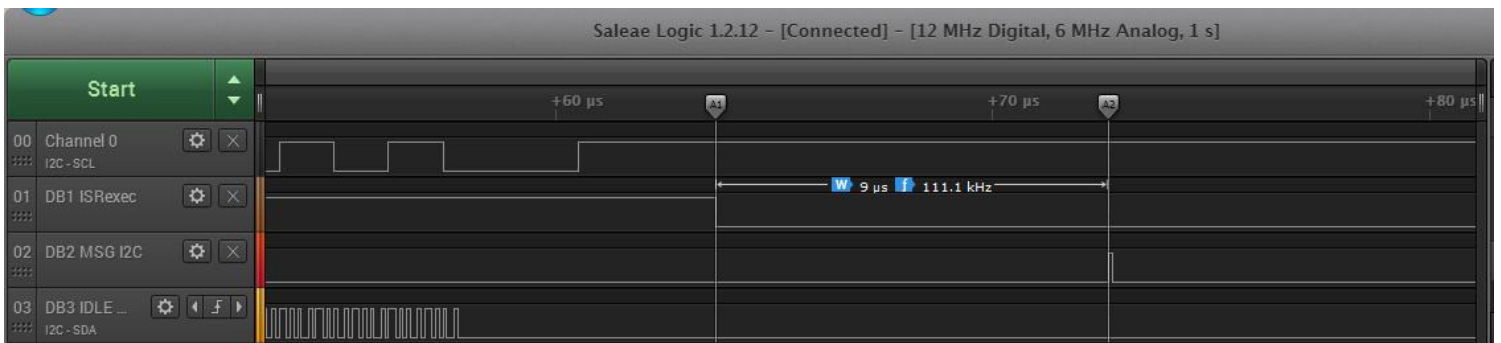 Saleae Logic 1.2.12 - [Connected] - [12 MHz Digital, 6 MHz Analog, 1 s]
Start
+60 µs
A1
+70 µs
A2
+80 µs
00 Channel 0
I2C - SCL
01 DB1 ISRexec
W 9 µs f 111.1 kHz
02 DB2 MSG I2C
03 DB3 IDLE ...
I2C - SDA